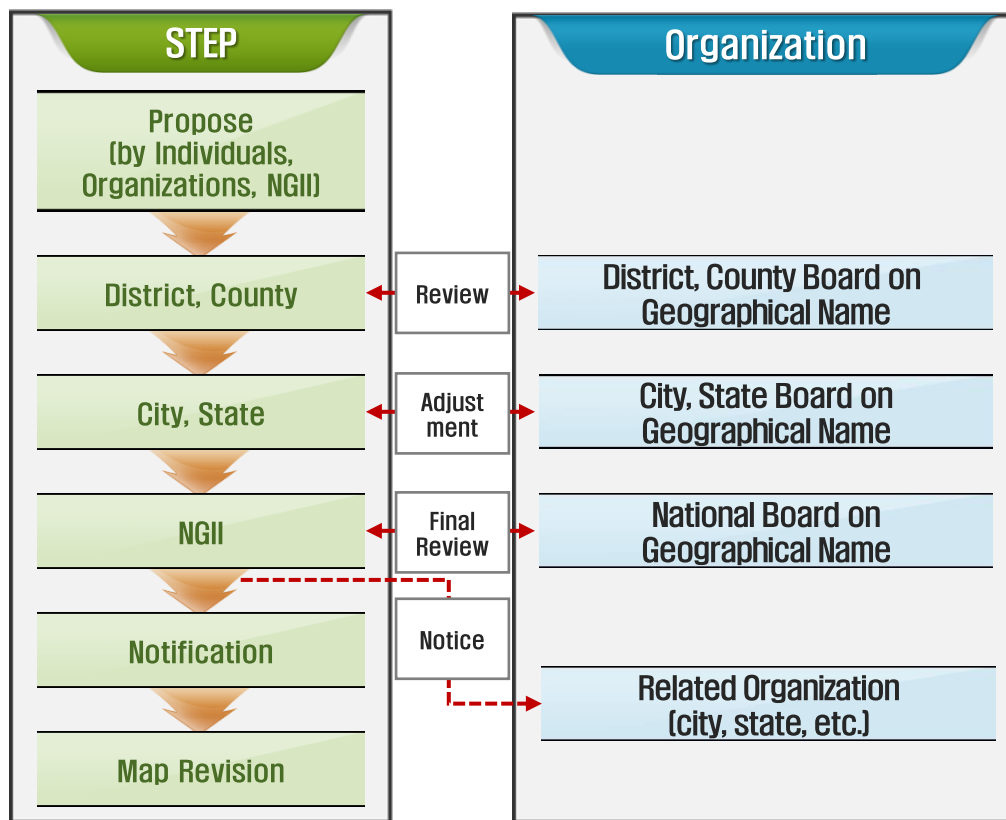 STEP
Propose
(by Individuals,
Organizations, NGII)
District, County
City, State
NGII
Notification
Map Revision
Review
Adjust
ment
Final
Review
Notice
Organization
District, County Board on
Geographical Name
City, State Board on
Geographical Name
National Board on
Geographical Name
Related Organization
(city, state, etc.)